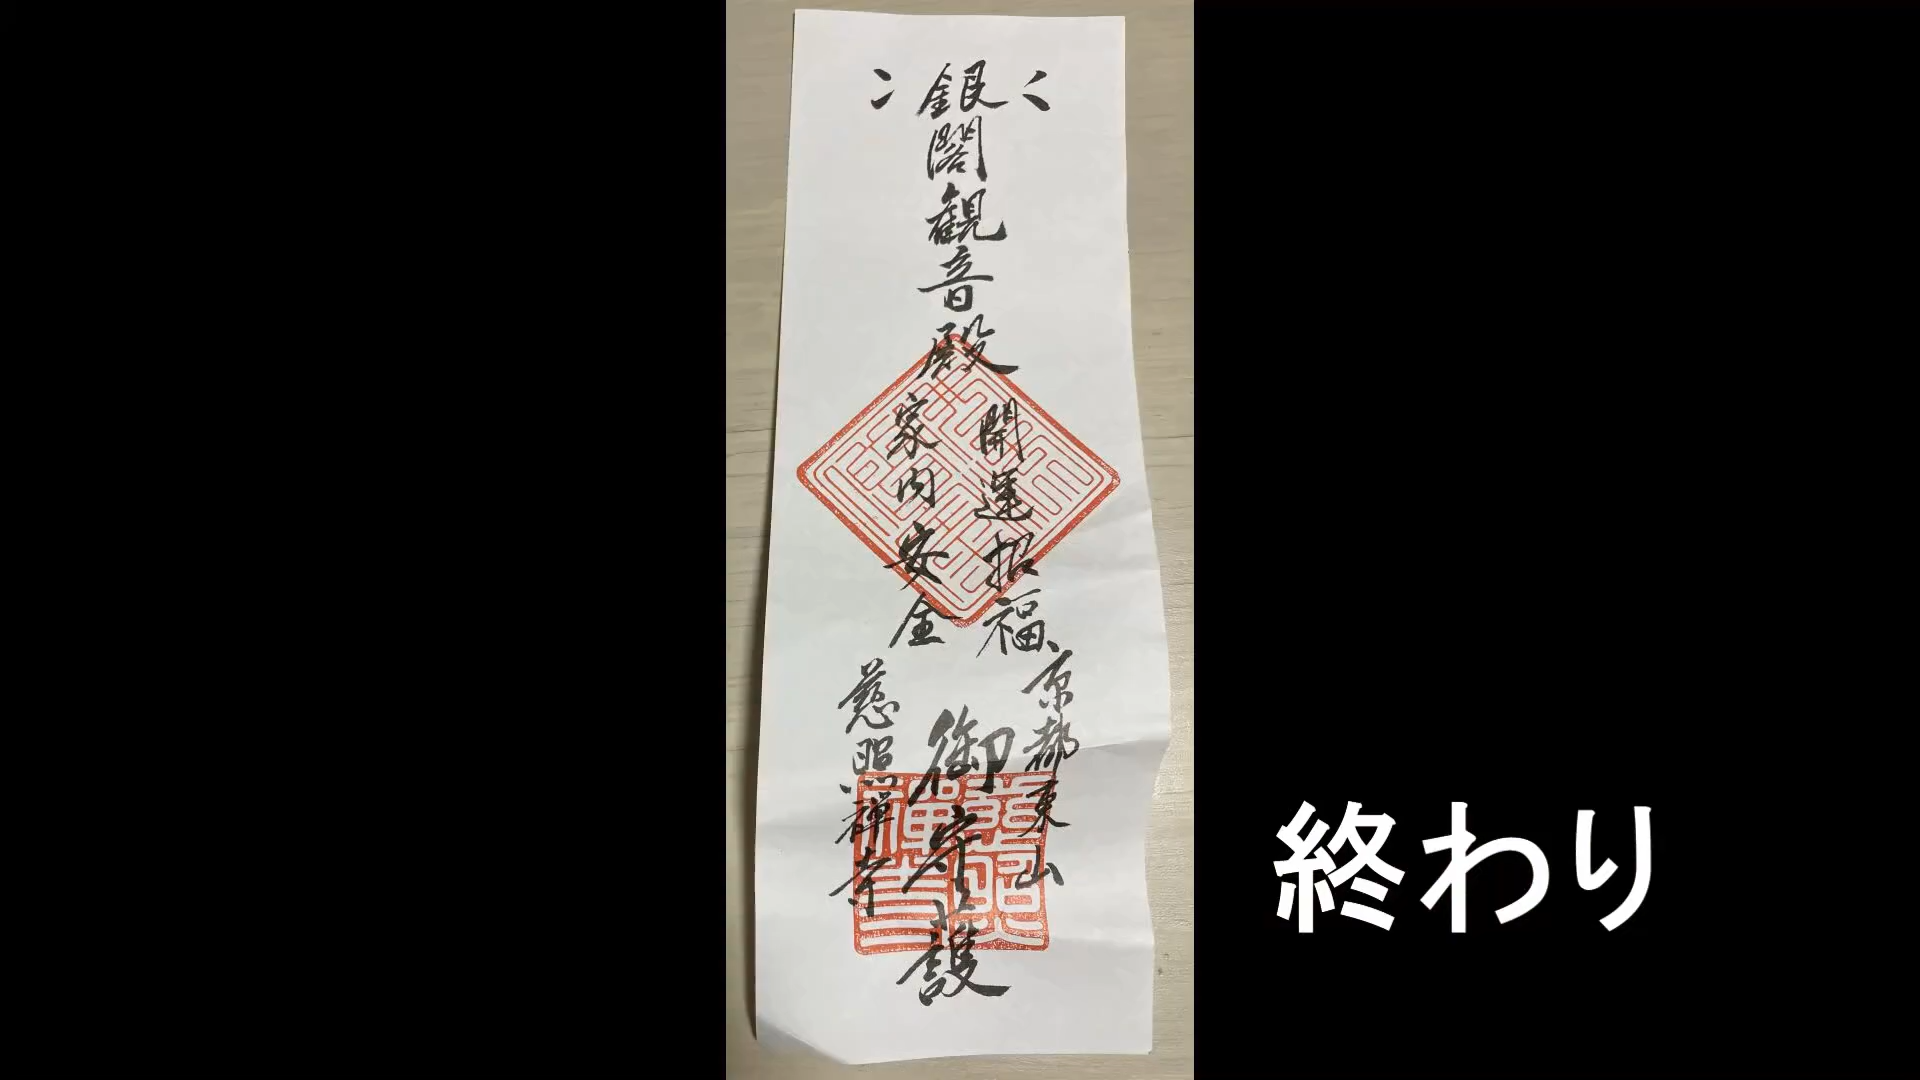 銀閣観音殿
開運招福
家内安全
京都東山
御守護
慈照禅寺
終わり